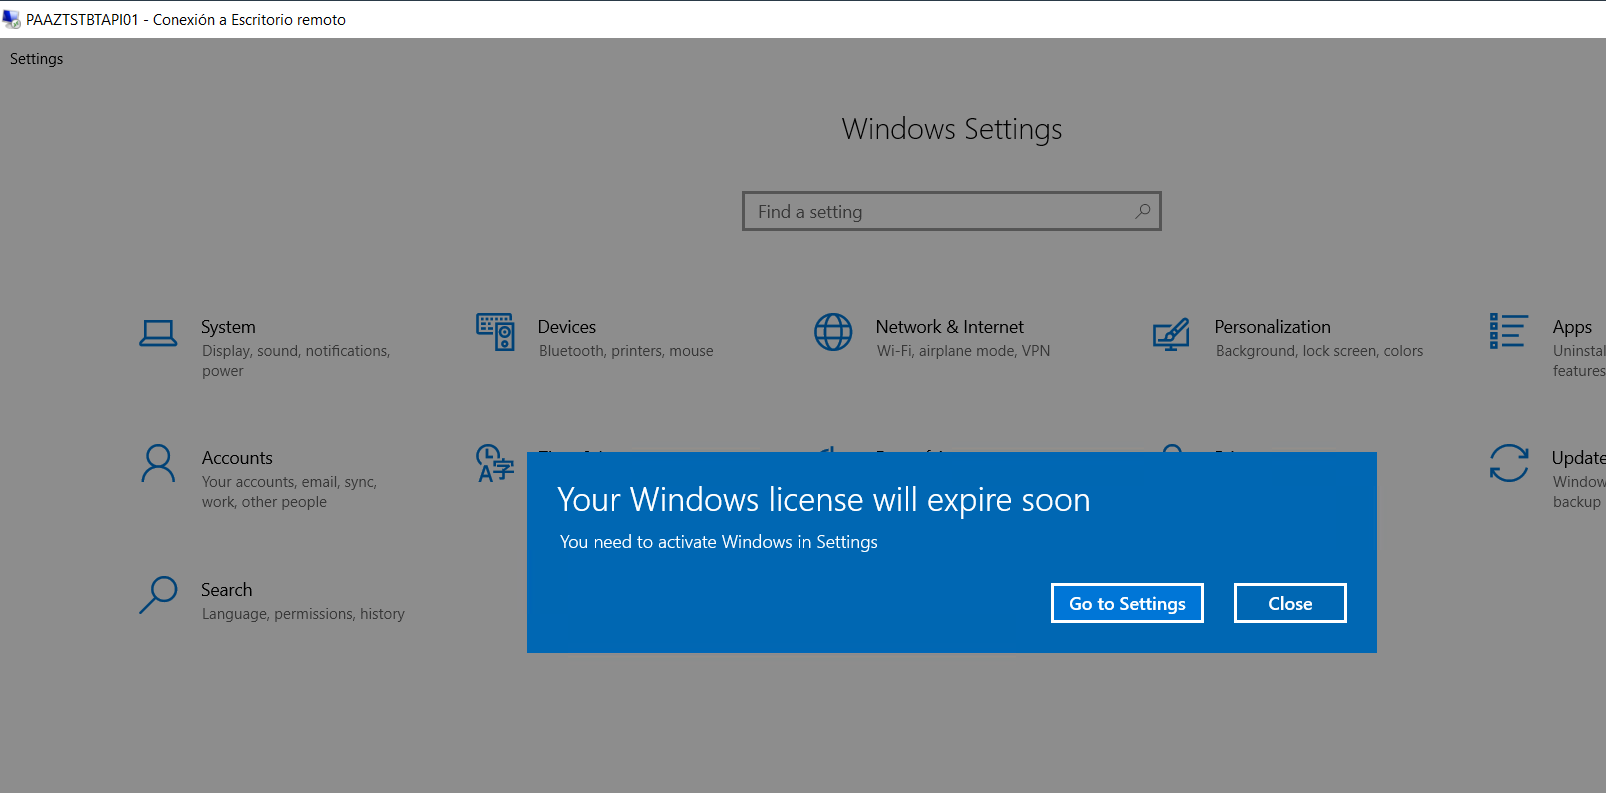 PAAZTSTBTAPI01 - Conexión a Escritorio remoto
Settings
Windows Settings
Find a setting
System
Display, sound, notifications,
power
Devices
Bluetooth, printers, mouse
Network & Internet
Wi-Fi, airplane mode, VPN
Personalization
Background, lock screen, colors
Apps
Uninstal
features
Accounts
Your accounts, email, sync,
work, other people
Update
Window
backup
Your Windows license will expire soon
You need to activate Windows in Settings
Go to Settings
Close
Search
Language, permissions, history